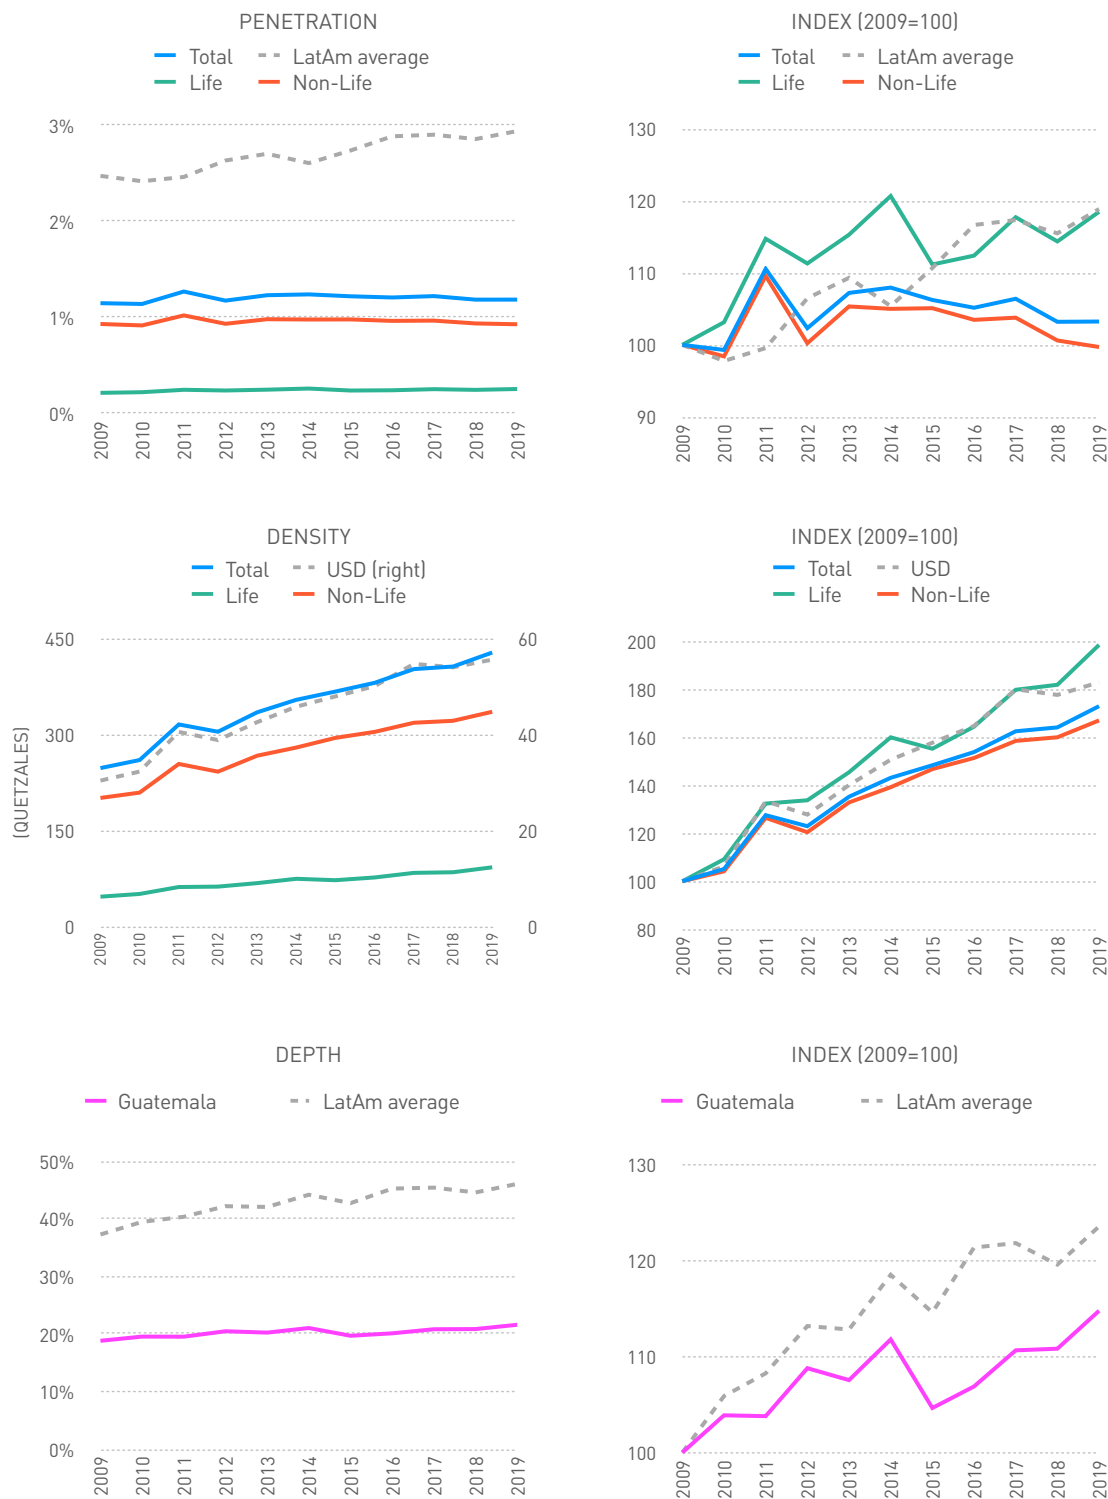 PENETRATION
Total LatAm average
Life Non-Life
3%
2%
1%
0%
2009 2010 2011 2012 2013 2014 2015 2016 2017 2018 2019
INDEX (2009=100)
Total LatAm average
Life Non-Life
130
120
110
100
90
2009 2010 2011 2012 2013 2014 2015 2016 2017 2018 2019
DENSITY
Total USD (right)
Life Non-Life
(QUETZALES)
450 60
300 40
150 20
0 0
2009 2010 2011 2012 2013 2014 2015 2016 2017 2018 2019
INDEX (2009=100)
Total USD
Life Non-Life
200
180
160
140
120
100
80
2009 2010 2011 2012 2013 2014 2015 2016 2017 2018 2019
DEPTH
Guatemala LatAm average
50%
40%
30%
20%
10%
0%
2009 2010 2011 2012 2013 2014 2015 2016 2017 2018 2019
INDEX (2009=100)
Guatemala LatAm average
130
120
110
100
2009 2010 2011 2012 2013 2014 2015 2016 2017 2018 2019